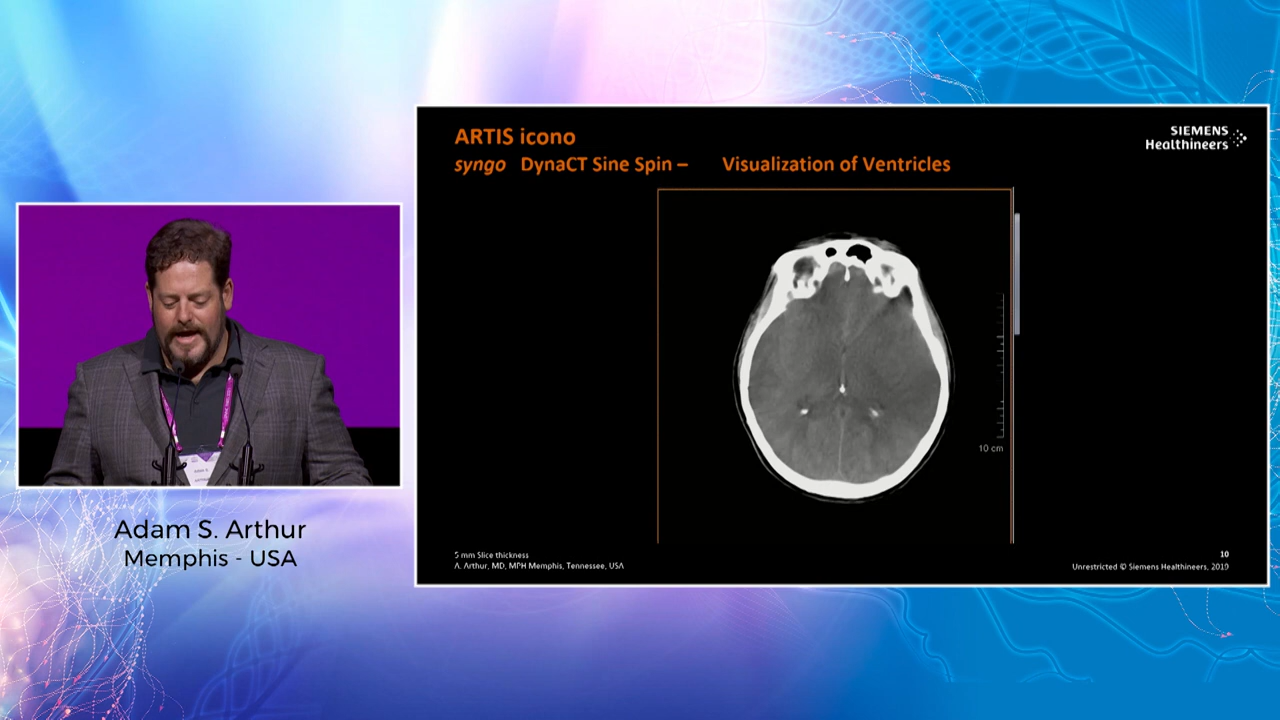 ARTIS icono
syngo DynaCT Sine Spin – Visualization of Ventricles
SIEMENS
Healthineers
10 cm
5 mm Slice thickness
A. Arthur, MD, MPH Memphis, Tennessee, USA
10
Unrestricted © Siemens Healthineers, 2019
Adam S. Arthur
Memphis - USA